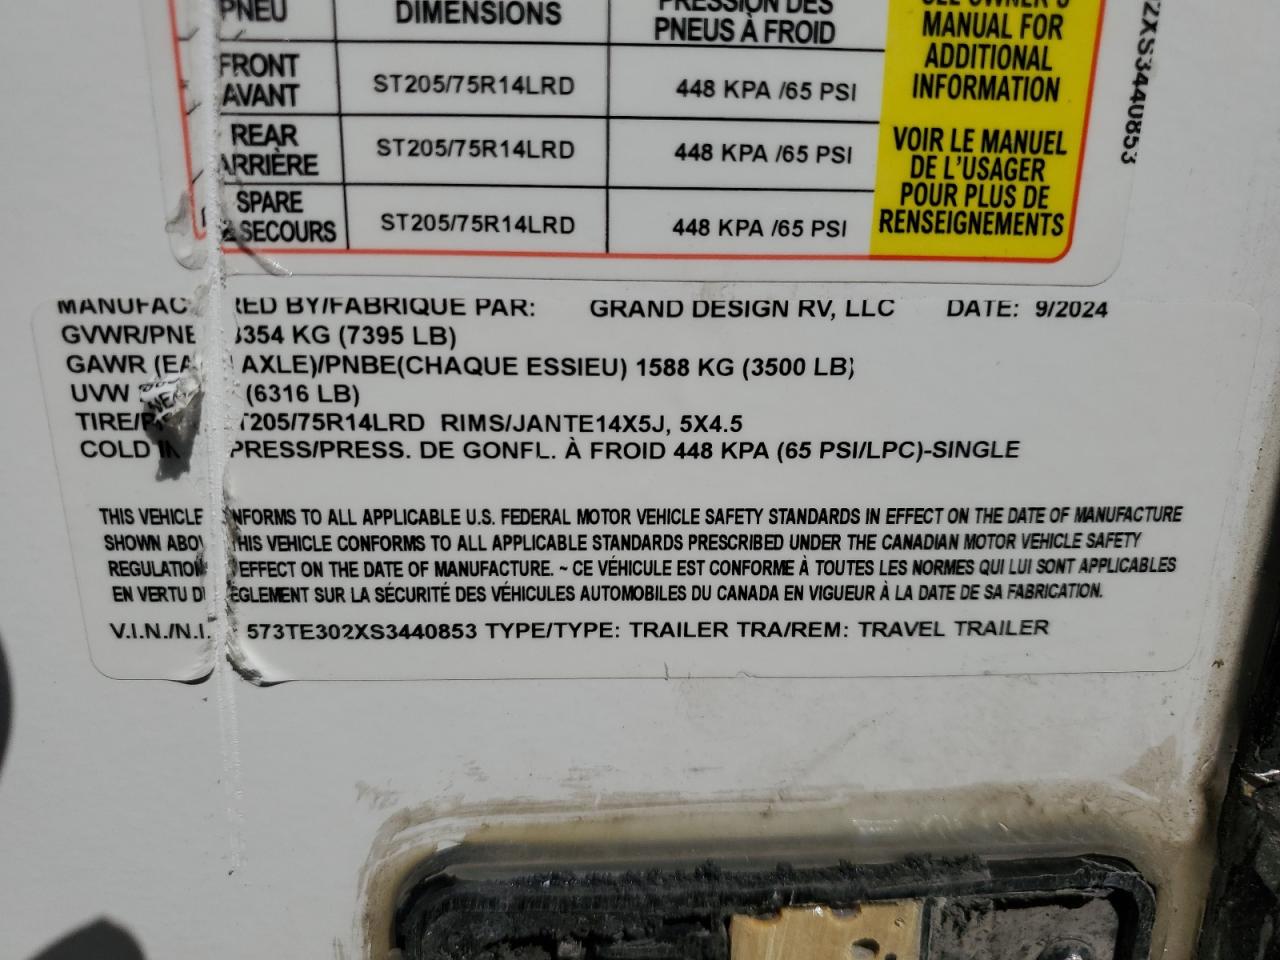 PNEU DIMENSIONS PRESSION DES PNEUS À FROID
FRONT AVANT ST205/75R14LRD 448 KPA /65 PSI
REAR ARRIÈRE ST205/75R14LRD 448 KPA /65 PSI
SPARE SECOURS ST205/75R14LRD 448 KPA /65 PSI
SEE OWNER'S
MANUAL FOR
ADDITIONAL
INFORMATION
VOIR LE MANUEL
DE L'USAGER
POUR PLUS DE
RENSEIGNEMENTS
2XS3440853
MANUFAC RED BY/FABRIQUE PAR: GRAND DESIGN RV, LLC DATE: 9/2024
GVWR/PNB 3354 KG (7395 LB)
GAWR (EA AXLE)/PNBE(CHAQUE ESSIEU) 1588 KG (3500 LB)
UVW (6316 LB)
TIRE/P T205/75R14LRD RIMS/JANTE14X5J, 5X4.5
COLD IN PRESS/PRESS. DE GONFL. À FROID 448 KPA (65 PSI/LPC)-SINGLE
THIS VEHICLE NFORMS TO ALL APPLICABLE U.S. FEDERAL MOTOR VEHICLE SAFETY STANDARDS IN EFFECT ON THE DATE OF MANUFACTURE
SHOWN ABOV THIS VEHICLE CONFORMS TO ALL APPLICABLE STANDARDS PRESCRIBED UNDER THE CANADIAN MOTOR VEHICLE SAFETY
REGULATION EFFECT ON THE DATE OF MANUFACTURE. ~ CE VÉHICULE EST CONFORME À TOUTES LES NORMES QUI LUI SONT APPLICABLES
EN VERTU DU ÈGLEMENT SUR LA SÉCURITÉ DES VÉHICULES AUTOMOBILES DU CANADA EN VIGUEUR À LA DATE DE SA FABRICATION.
V.I.N./N.I. 573TE302XS3440853 TYPE/TYPE: TRAILER TRA/REM: TRAVEL TRAILER